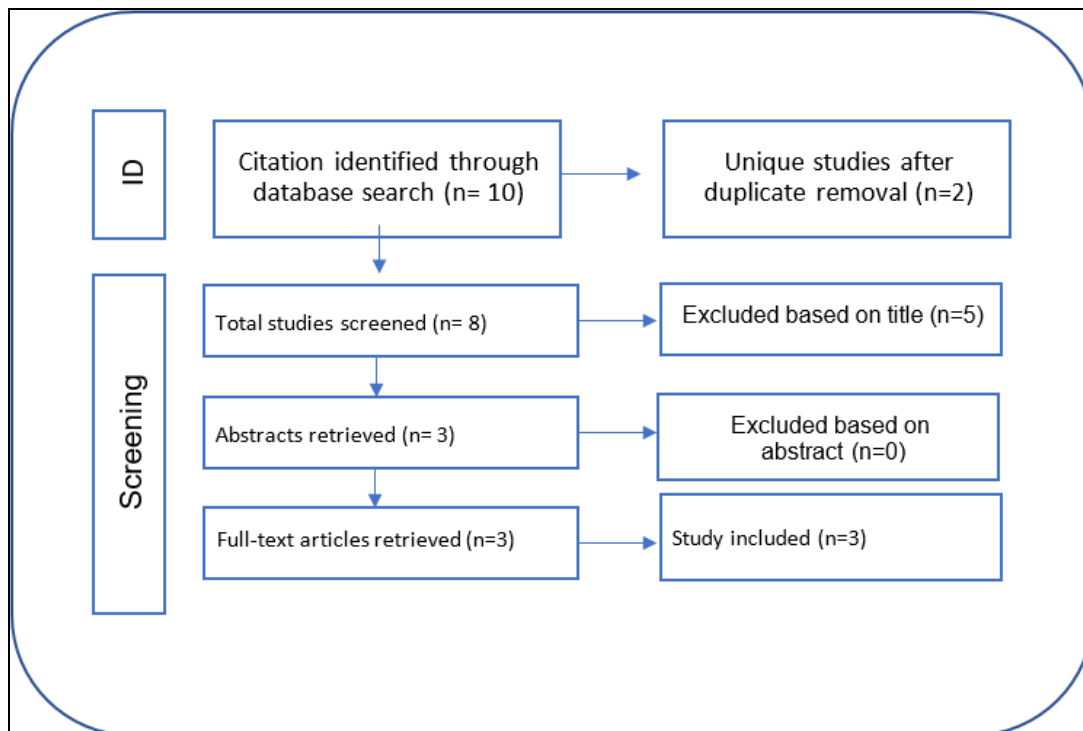 ID
Citation identified through
database search (n= 10)
Unique studies after
duplicate removal (n=2)
Screening
Total studies screened (n= 8)
Excluded based on title (n=5)
Abstracts retrieved (n= 3)
Excluded based on
abstract (n=0)
Full-text articles retrieved (n=3)
Study included (n=3)